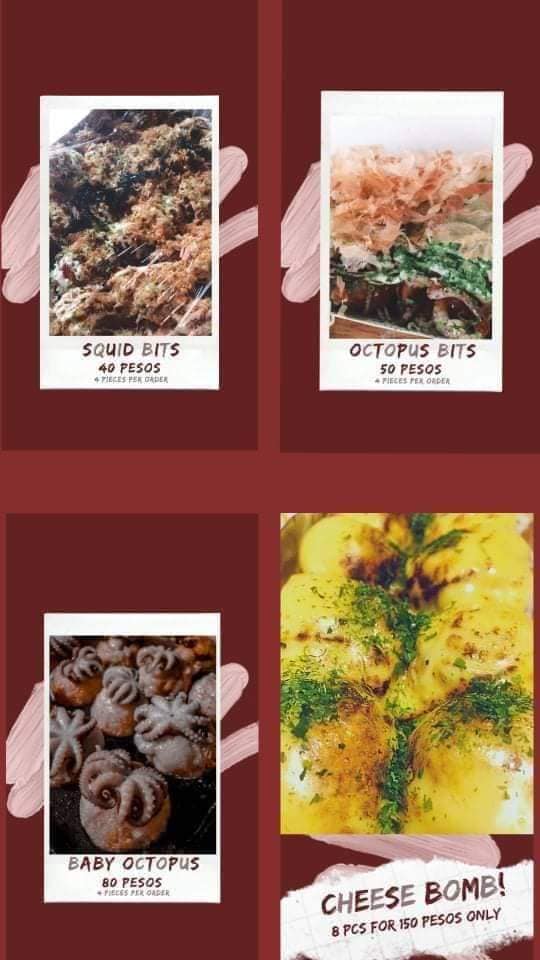 SQUID BITS
40 PESOS
4 PIECES PER ORDER
OCTOPUS BITS
50 PESOS
4 PIECES PER ORDER
BABY OCTOPUS
80 PESOS
4 PIECES PER ORDER
CHEESE BOMB!
8 PCS FOR 150 PESOS ONLY